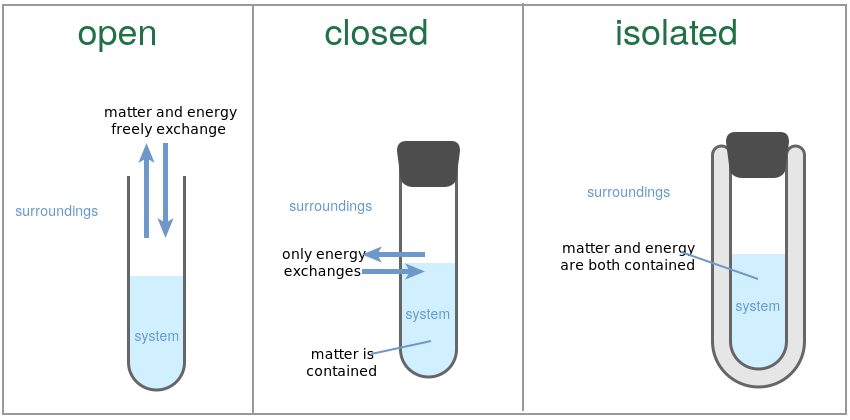 open
matter and energy
freely exchange
surroundings
system
closed
surroundings
only energy
exchanges
system
matter is
contained
isolated
surroundings
matter and energy
are both contained
system